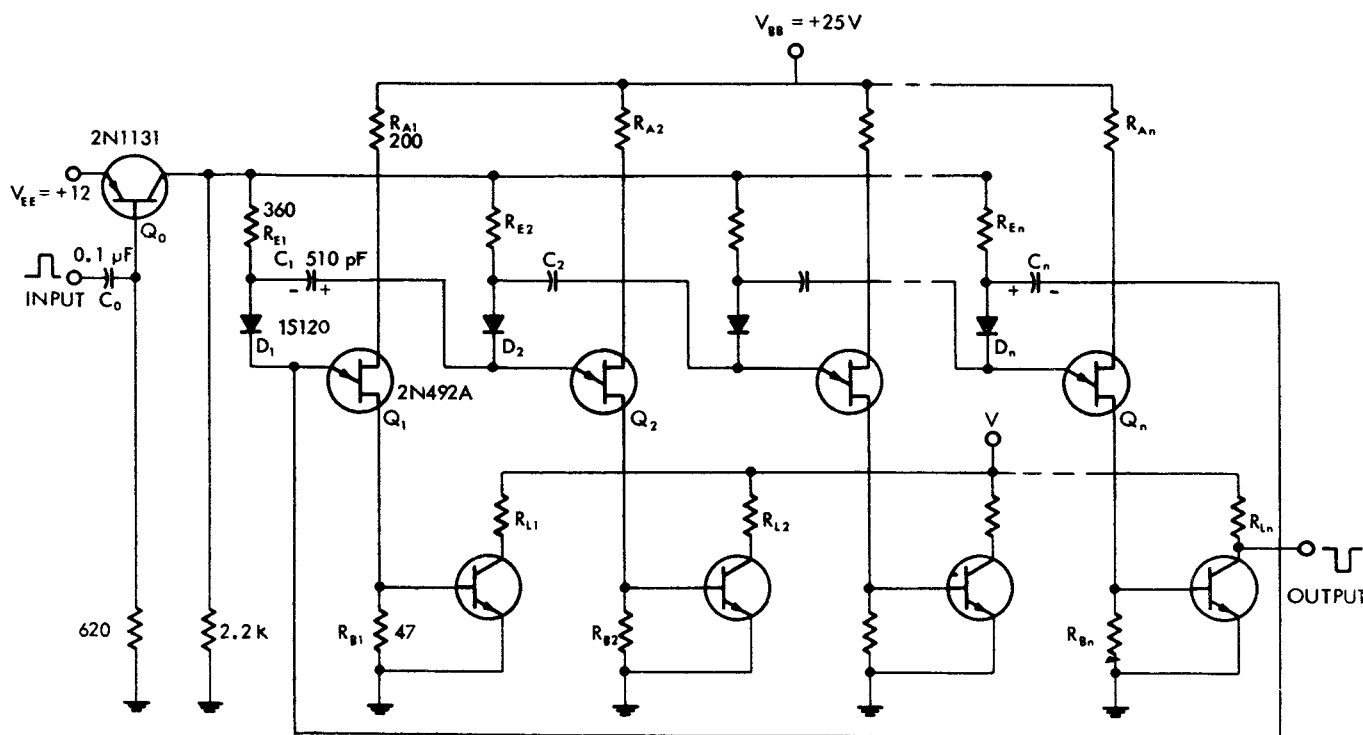 V_BB = +25V
R_A1
200
R_A2
R_An
2N1131
V_EE = +12
Q_0
360
R_E1
R_E2
R_En
0.1 µF
C_0
INPUT
C_1 510 pF
- +
C_2
C_n
+ -
1S120
D_1
D_2
D_n
2N492A
Q_1
Q_2
Q_n
V
R_L1
R_L2
R_Ln
OUTPUT
620
2.2k
R_B1
47
R_B2
R_Bn